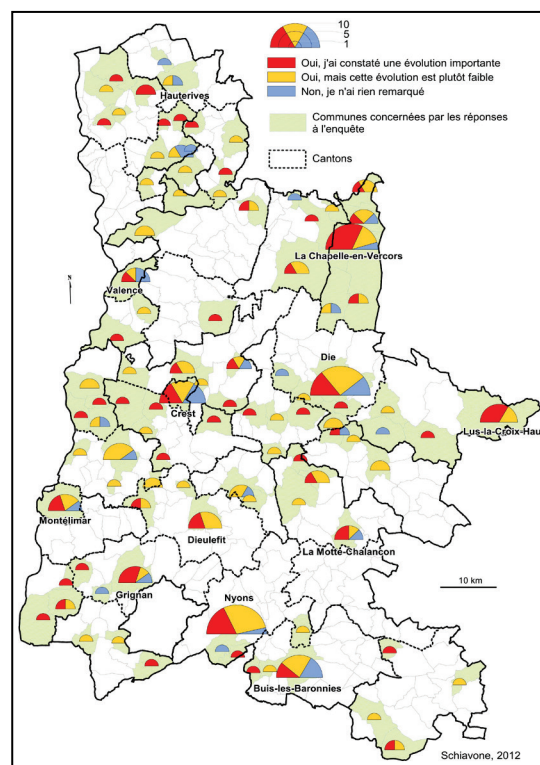 10
5
1
Oui, j'ai constaté une évolution importante
Oui, mais cette évolution est plutôt faible
Non, je n'ai rien remarqué
Communes concernées par les réponses
à l'enquête
Cantons
Hauterives
La Chapelle-en-Vercors
N
Valence
Die
Crest
Lus-la-Croix-Hau
Montélimar
Dieulefit
La Motte-Chalancon
Grignan
10 km
Nyons
Buis-les-Baronnies
Schiavone, 2012